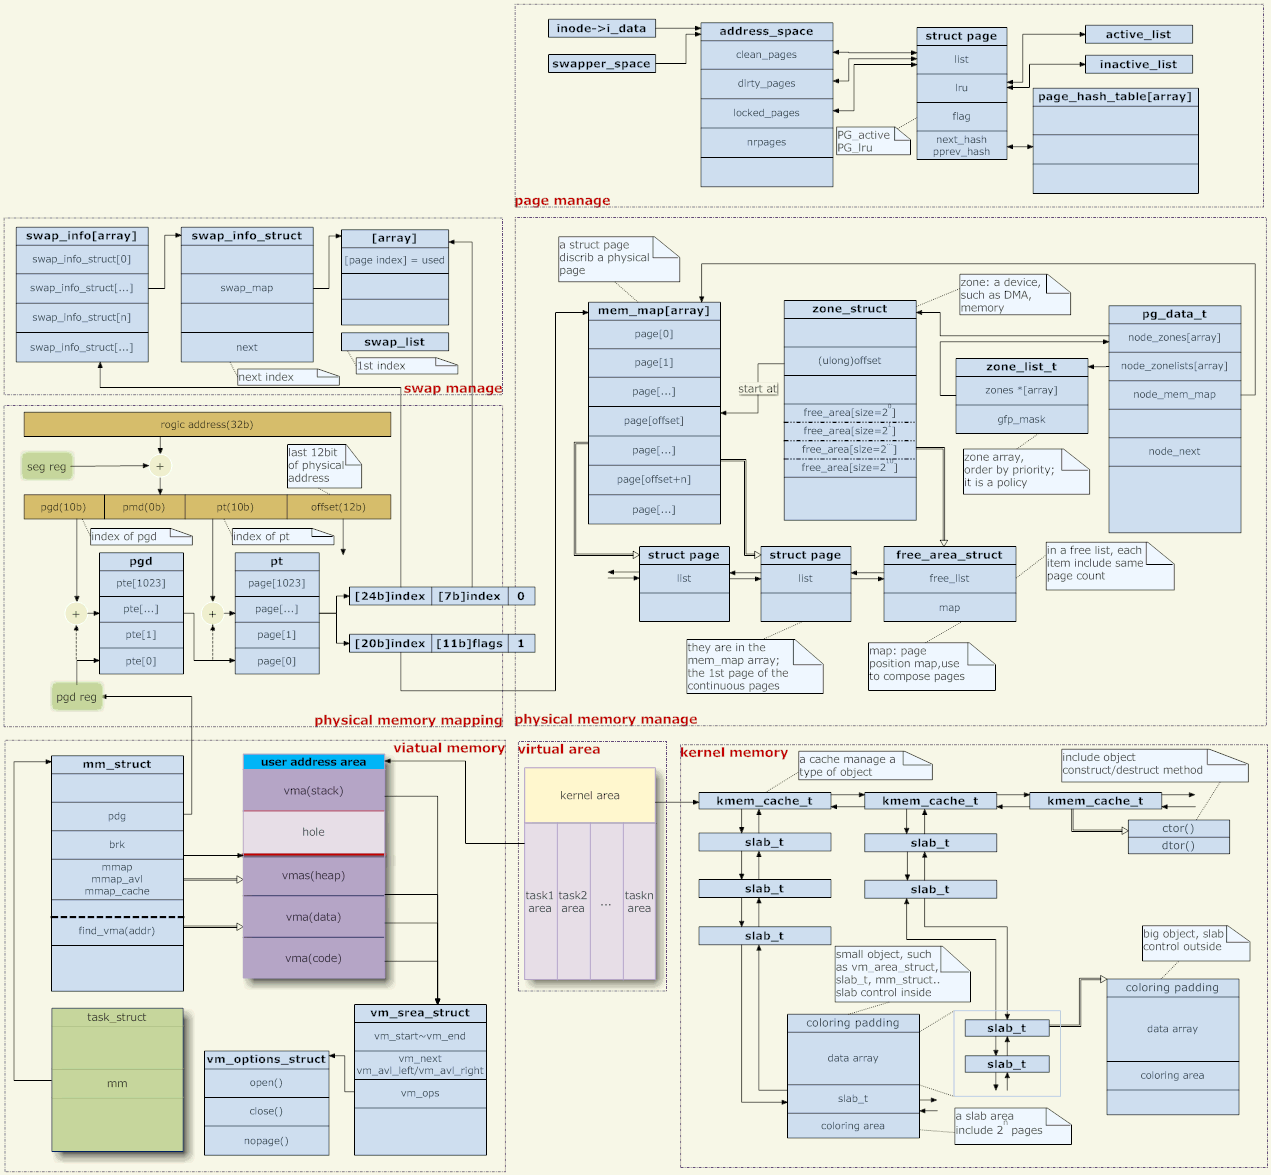 inode->i_data
swapper_space
address_space
clean_pages
dirty_pages
locked_pages
nrpages
struct page
list
lru
flag
next_hash
pprev_hash
PG_active
PG_lru
active_list
inactive_list
page_hash_table[array]
page manage
swap_info[array]
swap_info_struct[0]
swap_info_struct[...]
swap_info_struct[n]
swap_info_struct[...]
swap_info_struct
swap_map
next
next index
[array]
[page index] = used
swap_list
1st index
swap manage
rogic address(32b)
seg reg
+
last 12bit
of physical
address
pgd(10b)
pmd(0b)
pt(10b)
offset(12b)
index of pgd
index of pt
pgd
pte[1023]
pte[...]
pte[1]
pte[0]
+
pt
page[1023]
page[...]
page[1]
page[0]
+
pgd reg
[24b]index
[7b]index
0
[20b]index
[11b]flags
1
physical memory mapping
a struct page
discrib a physical
page
mem_map[array]
page[0]
page[1]
page[...]
page[offset]
page[...]
page[offset+n]
page[...]
zone_struct
(ulong)offset
start at
free_area[size=2 ]
free_area[size=2 ]
free_area[size=2 ]
free_area[size=2 ]
zone: a device,
such as DMA,
memory
pg_data_t
node_zones[array]
node_zonelists[array]
node_mem_map
node_next
zone_list_t
zones *[array]
gfp_mask
zone array,
order by priority;
it is a policy
struct page
list
struct page
list
free_area_struct
free_list
map
in a free list, each
item include same
page count
they are in the
mem_map array;
the 1st page of the
continuous pages
map: page
position map,use
to compose pages
physical memory manage
viatual memory
mm_struct
pdg
brk
mmap
mmap_avl
mmap_cache
find_vma(addr)
user address area
vma(stack)
hole
vmas(heap)
vma(data)
vma(code)
task_struct
mm
vm_options_struct
open()
close()
nopage()
vm_srea_struct
vm_start~vm_end
vm_next
vm_avl_left/vm_avl_right
vm_ops
virtual area
kernel area
task1
area
task2
area
...
taskn
area
kernel memory
a cache manage a
type of object
include object
construct/destruct method
kmem_cache_t
kmem_cache_t
kmem_cache_t
ctor()
dtor()
slab_t
slab_t
slab_t
slab_t
slab_t
small object, such
as vm_area_struct,
slab_t, mm_struct..
slab control inside
big object, slab
control outside
coloring padding
data array
slab_t
coloring area
slab_t
slab_t
coloring padding
data array
coloring area
a slab area
include 2^n pages